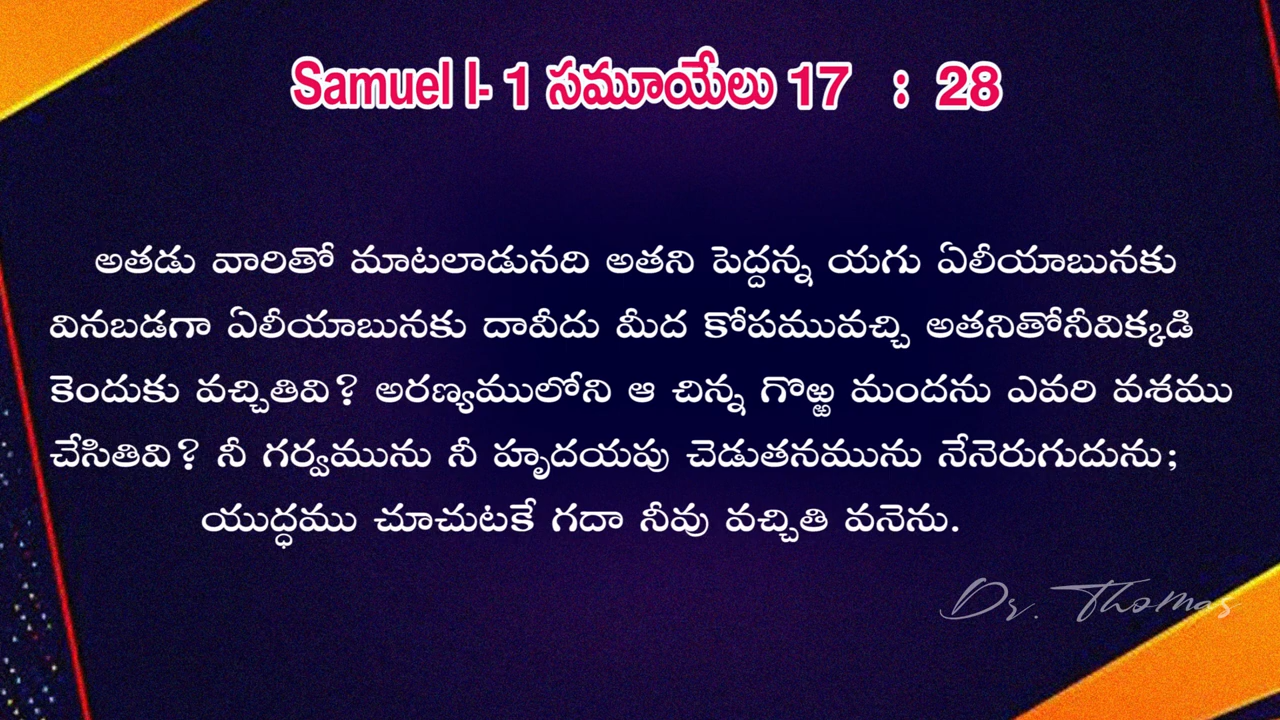 Samuel I- 1 సమూయేలు 17 : 28
అతడు వారితో మాటలాడునది అతని పెద్దన్న యగు ఏలీయాబునకు
వినబడగా ఏలీయాబునకు దావీదు మీద కోపమువచ్చి అతనితోనీవిక్కడి
కెందుకు వచ్చితివి? అరణ్యములోని ఆ చిన్న గొఱ్ఱ మందను ఎవరి వశము
చేసితివి? నీ గర్వమును నీ హృదయపు చెడుతనమును నేనెరుగుదును;
యుద్ధము చూచుటకే గదా నీవు వచ్చితి వనెను.
Dr. Thomas